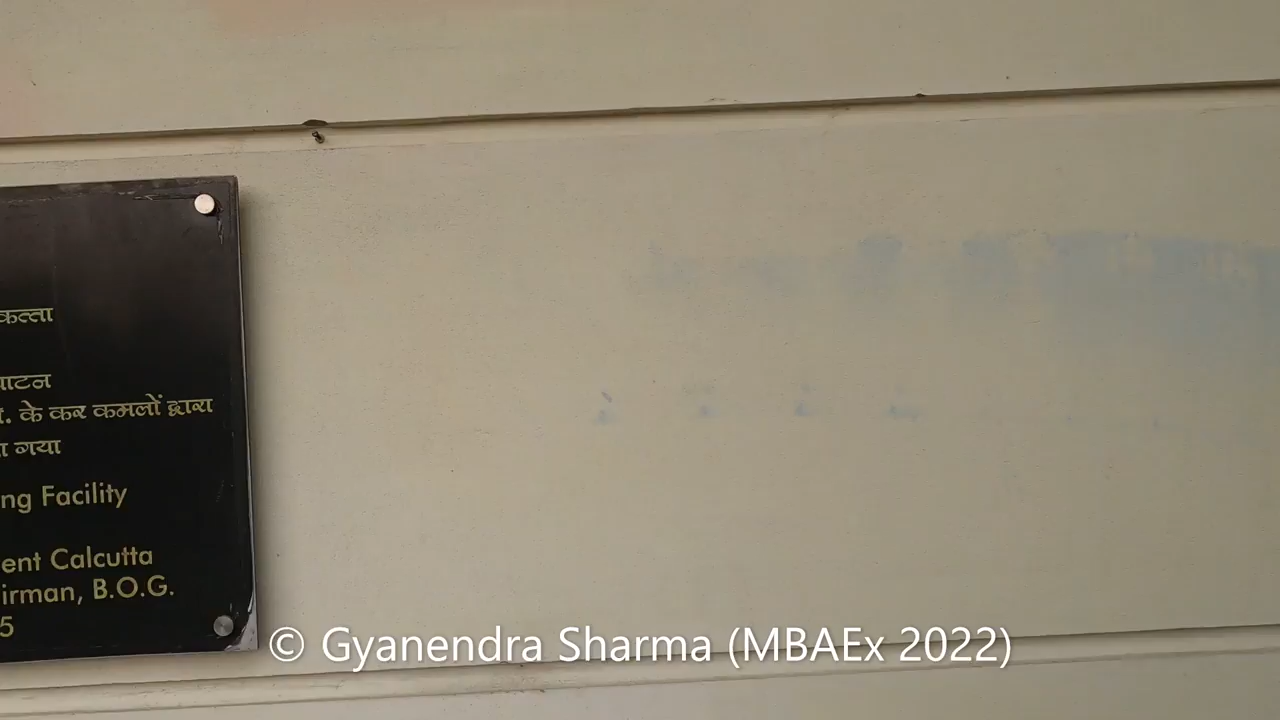 कत्ता
ाटन
. के कर कमलों द्वारा
गया
ng Facility
ent Calcutta
irman, B.O.G.
5
© Gyanendra Sharma (MBAEx 2022)